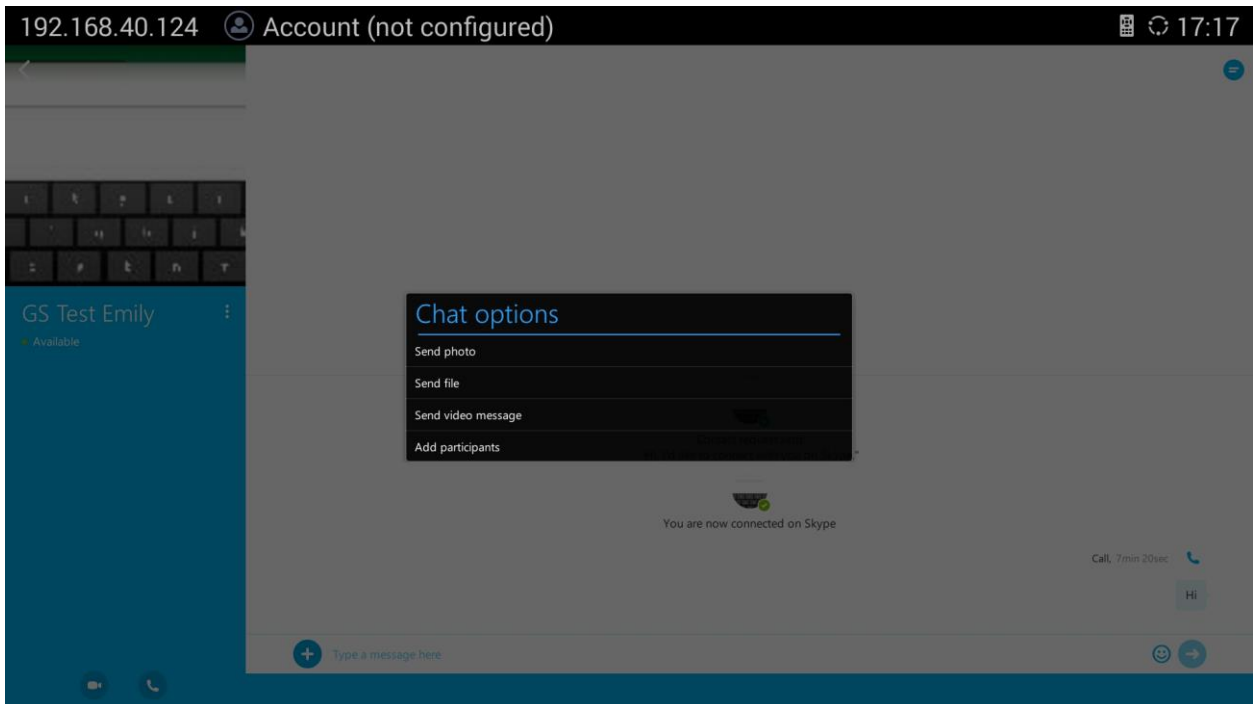 192.168.40.124 Account (not configured) 17:17
GS Test Emily
Available
Chat options
Send photo
Send file
Send video message
Add participants
You are now connected on Skype
Call, 7min 20sec
Hi
Type a message here